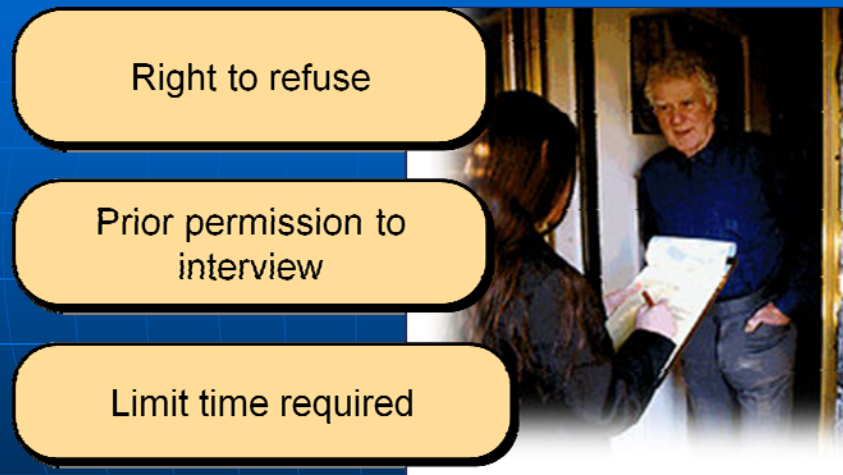 Right to refuse
Prior permission to
interview
Limit time required